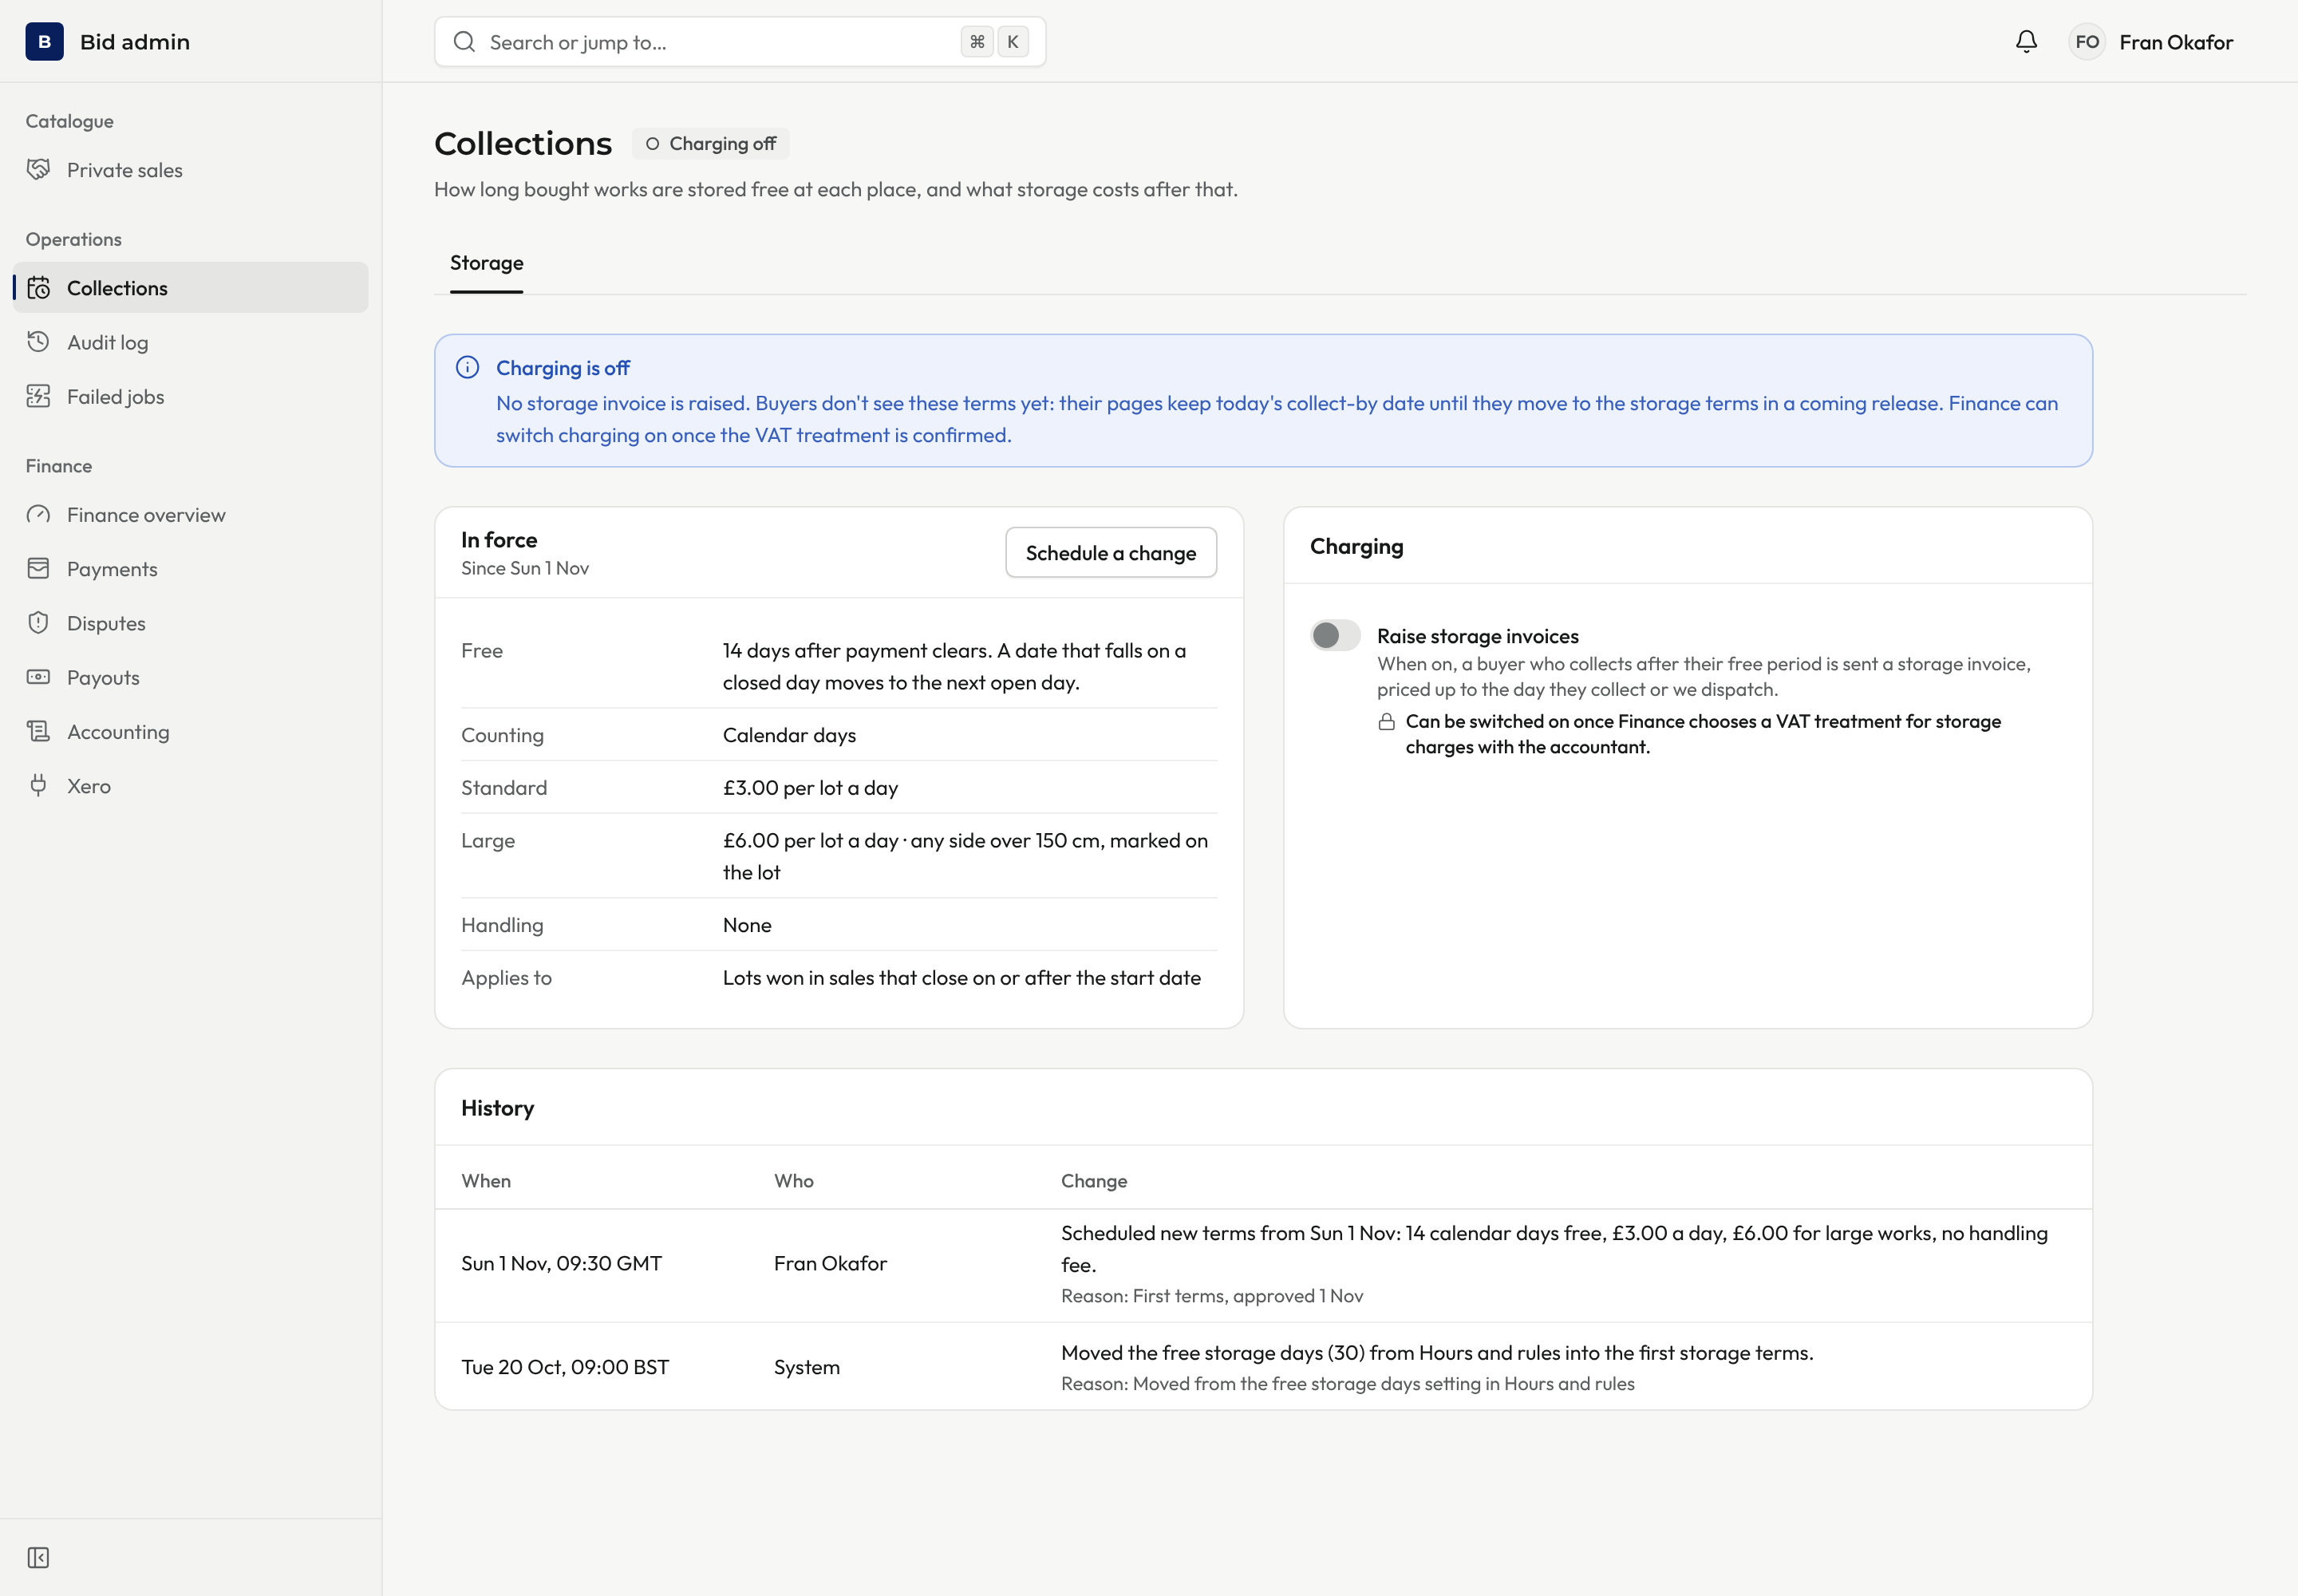 B Bid admin
Search or jump to...
⌘ K
FO Fran Okafor
Catalogue
Private sales
Operations
Collections
Audit log
Failed jobs
Finance
Finance overview
Payments
Disputes
Payouts
Accounting
Xero
Collections
Charging off
How long bought works are stored free at each place, and what storage costs after that.
Storage
Charging is off
No storage invoice is raised. Buyers don't see these terms yet: their pages keep today's collect-by date until they move to the storage terms in a coming release. Finance can
switch charging on once the VAT treatment is confirmed.
In force
Since Sun 1 Nov
Schedule a change
Free
14 days after payment clears. A date that falls on a
closed day moves to the next open day.
Counting
Calendar days
Standard
£3.00 per lot a day
Large
£6.00 per lot a day · any side over 150 cm, marked on
the lot
Handling
None
Applies to
Lots won in sales that close on or after the start date
Charging
Raise storage invoices
When on, a buyer who collects after their free period is sent a storage invoice,
priced up to the day they collect or we dispatch.
Can be switched on once Finance chooses a VAT treatment for storage
charges with the accountant.
History
When Who Change
Sun 1 Nov, 09:30 GMT
Fran Okafor
Scheduled new terms from Sun 1 Nov: 14 calendar days free, £3.00 a day, £6.00 for large works, no handling
fee.
Reason: First terms, approved 1 Nov
Tue 20 Oct, 09:00 BST
System
Moved the free storage days (30) from Hours and rules into the first storage terms.
Reason: Moved from the free storage days setting in Hours and rules